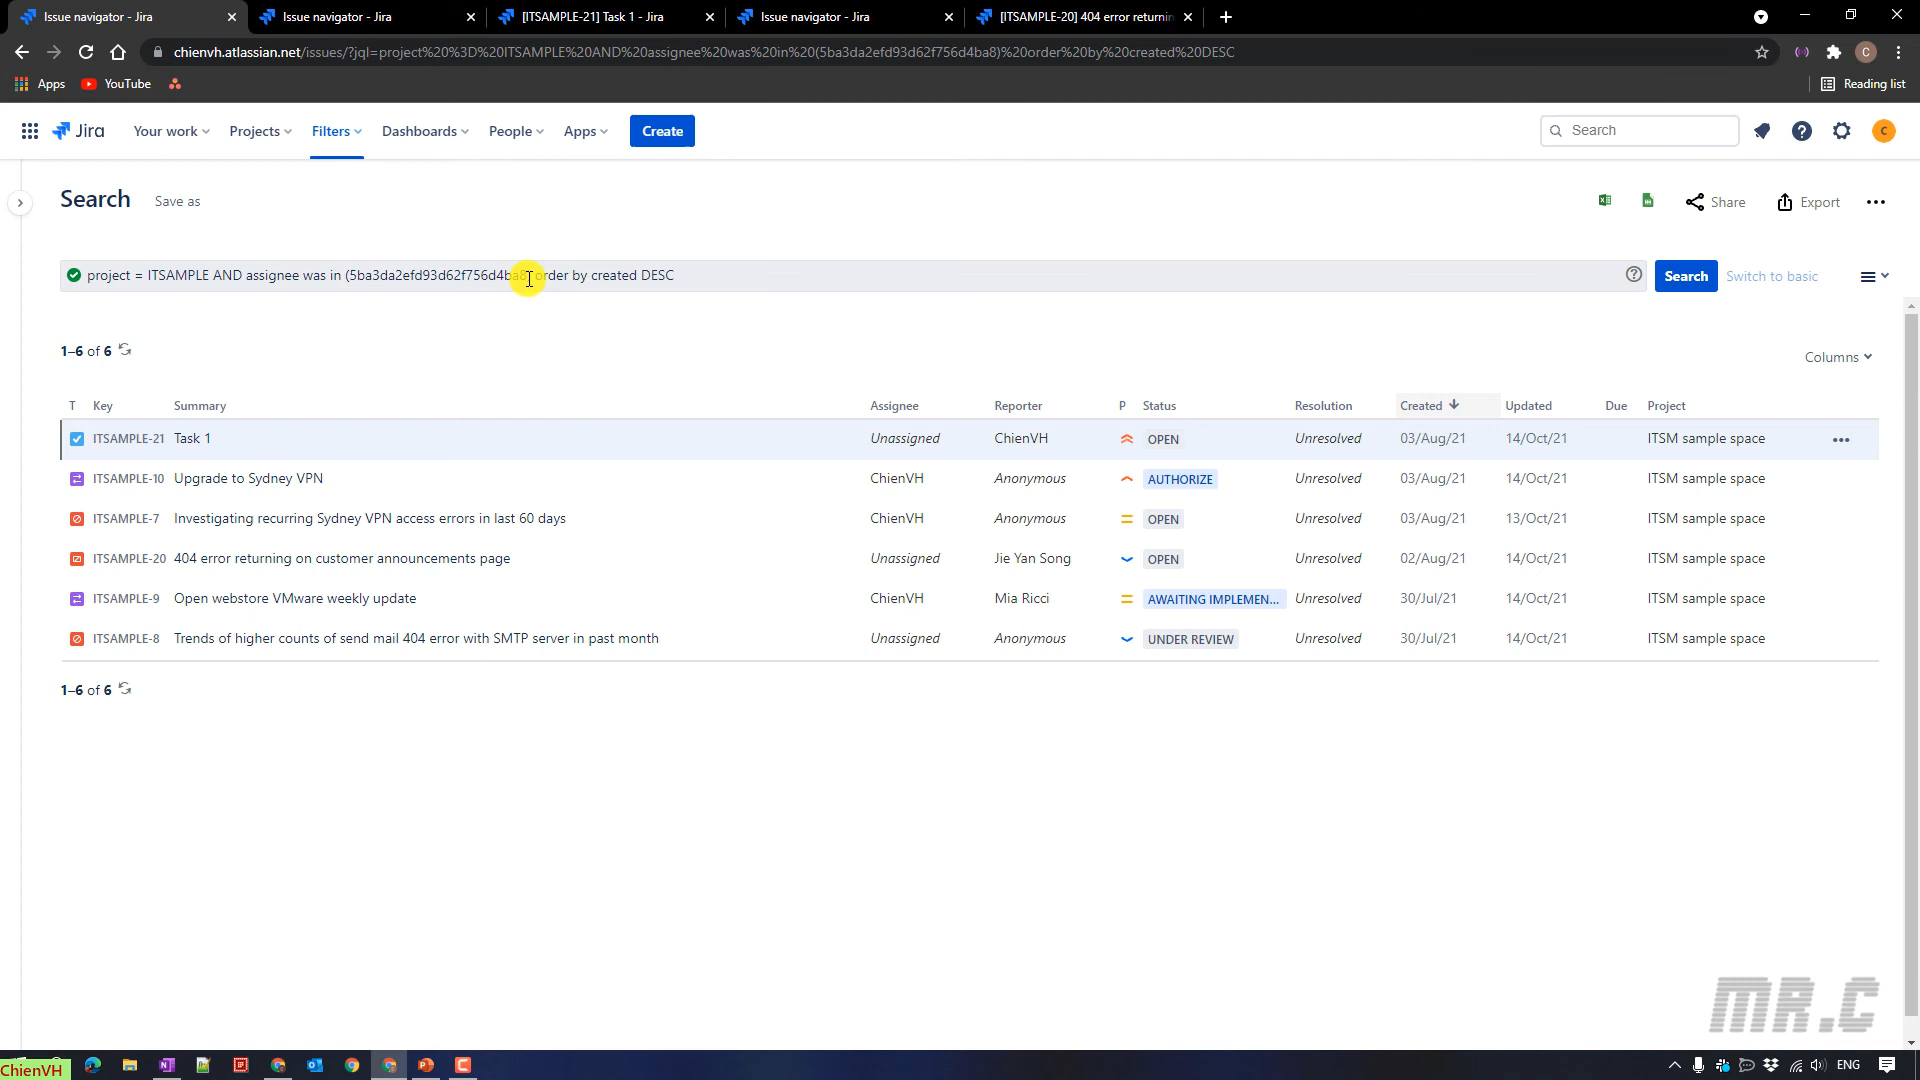 Issue navigator - Jira
Issue navigator - Jira
[ITSAMPLE-21] Task 1 - Jira
Issue navigator - Jira
[ITSAMPLE-20] 404 error returnin
chienvh.atlassian.net/issues/?jql=project%20%3D%20ITSAMPLE%20AND%20assignee%20was%20in%20(5ba3da2efd93d62f756d4ba8)%20order%20by%20created%20DESC
C
Apps
YouTube
Reading list
Jira
Your work
Projects
Filters
Dashboards
People
Apps
Create
Search
C
Search
Save as
Share
Export
project = ITSAMPLE AND assignee was in (5ba3da2efd93d62f756d4ba8) order by created DESC
Search
Switch to basic
1-6 of 6
Columns
T Key Summary Assignee Reporter P Status Resolution Created Updated Due Project
ITSAMPLE-21 Task 1 Unassigned ChienVH OPEN Unresolved 03/Aug/21 14/Oct/21 ITSM sample space
ITSAMPLE-10 Upgrade to Sydney VPN ChienVH Anonymous AUTHORIZE Unresolved 03/Aug/21 14/Oct/21 ITSM sample space
ITSAMPLE-7 Investigating recurring Sydney VPN access errors in last 60 days ChienVH Anonymous OPEN Unresolved 03/Aug/21 13/Oct/21 ITSM sample space
ITSAMPLE-20 404 error returning on customer announcements page Unassigned Jie Yan Song OPEN Unresolved 02/Aug/21 14/Oct/21 ITSM sample space
ITSAMPLE-9 Open webstore VMware weekly update ChienVH Mia Ricci AWAITING IMPLEMEN... Unresolved 30/Jul/21 14/Oct/21 ITSM sample space
ITSAMPLE-8 Trends of higher counts of send mail 404 error with SMTP server in past month Unassigned Anonymous UNDER REVIEW Unresolved 30/Jul/21 14/Oct/21 ITSM sample space
1-6 of 6
MR.C
ChienVH
ENG